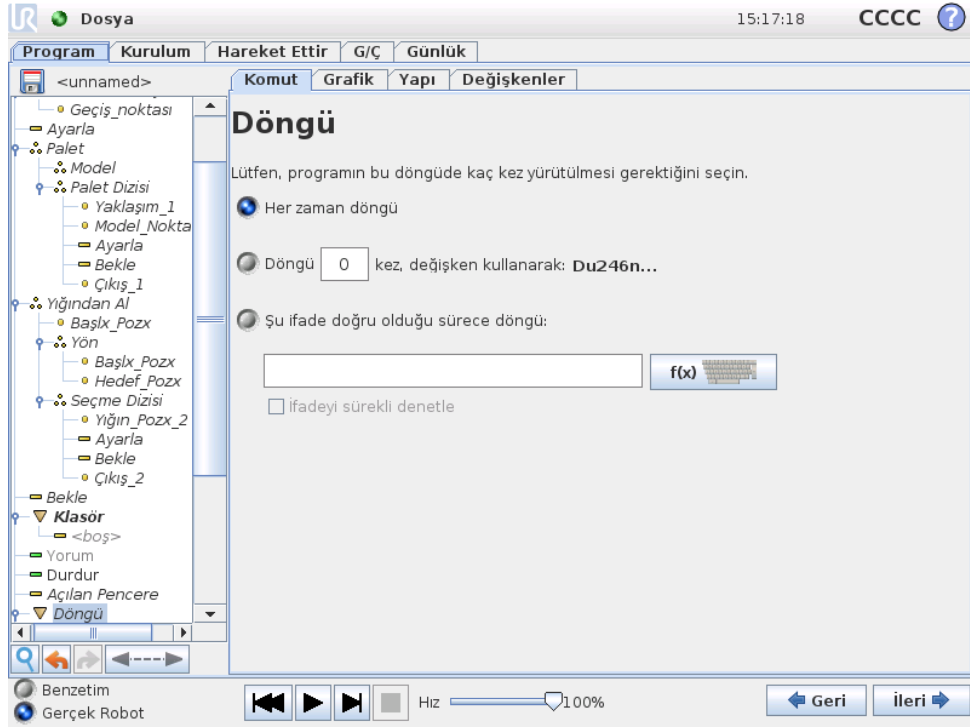 Dosya
15:17:18
CCCC
?
Program
Kurulum
Hareket Ettir
G/Ç
Günlük
<unnamed>
Komut
Grafik
Yapı
Değişkenler
Geçiş_noktası
Ayarla
Palet
Model
Palet Dizisi
Yaklaşım_1
Model_Nokta
Ayarla
Bekle
Çıkış_1
Yığından Al
Başlx_Pozx
Yön
Başlx_Pozx
Hedef_Pozx
Seçme Dizisi
Yığın_Pozx_2
Ayarla
Bekle
Çıkış_2
Bekle
Klasör
<boş>
Yorum
Durdur
Açılan Pencere
Döngü
Döngü
Lütfen, programın bu döngüde kaç kez yürütülmesi gerektiğini seçin.
Her zaman döngü
Döngü 0 kez, değişken kullanarak: Du246n...
Şu ifade doğru olduğu sürece döngü:
f(x)
İfadeyi sürekli denetle
Benzetim
Gerçek Robot
Hız 100%
Geri
İleri